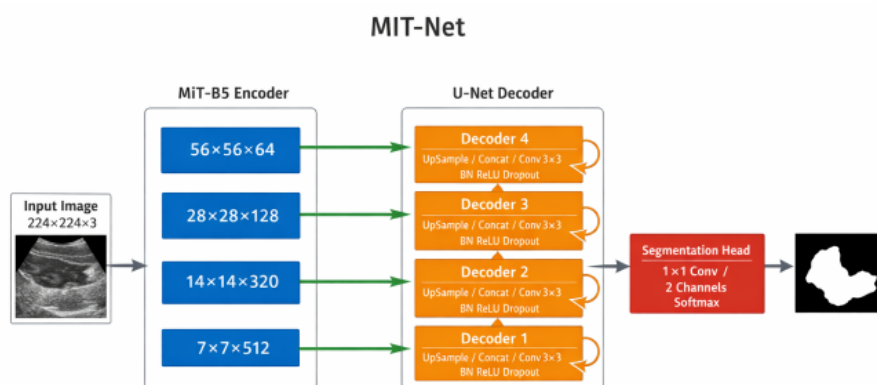 MIT-Net
MiT-B5 Encoder
56×56×64
28×28×128
14×14×320
7×7×512
U-Net Decoder
Decoder 4
UpSample / Concat / Conv 3×3
BN ReLU Dropout
Decoder 3
UpSample / Concat / Conv 3×3
BN ReLU Dropout
Decoder 2
UpSample / Concat / Conv 3×3
BN ReLU Dropout
Decoder 1
UpSample / Concat / Conv 3×3
BN ReLU Dropout
Input Image
224×224×3
Segmentation Head
1×1 Conv /
2 Channels
Softmax